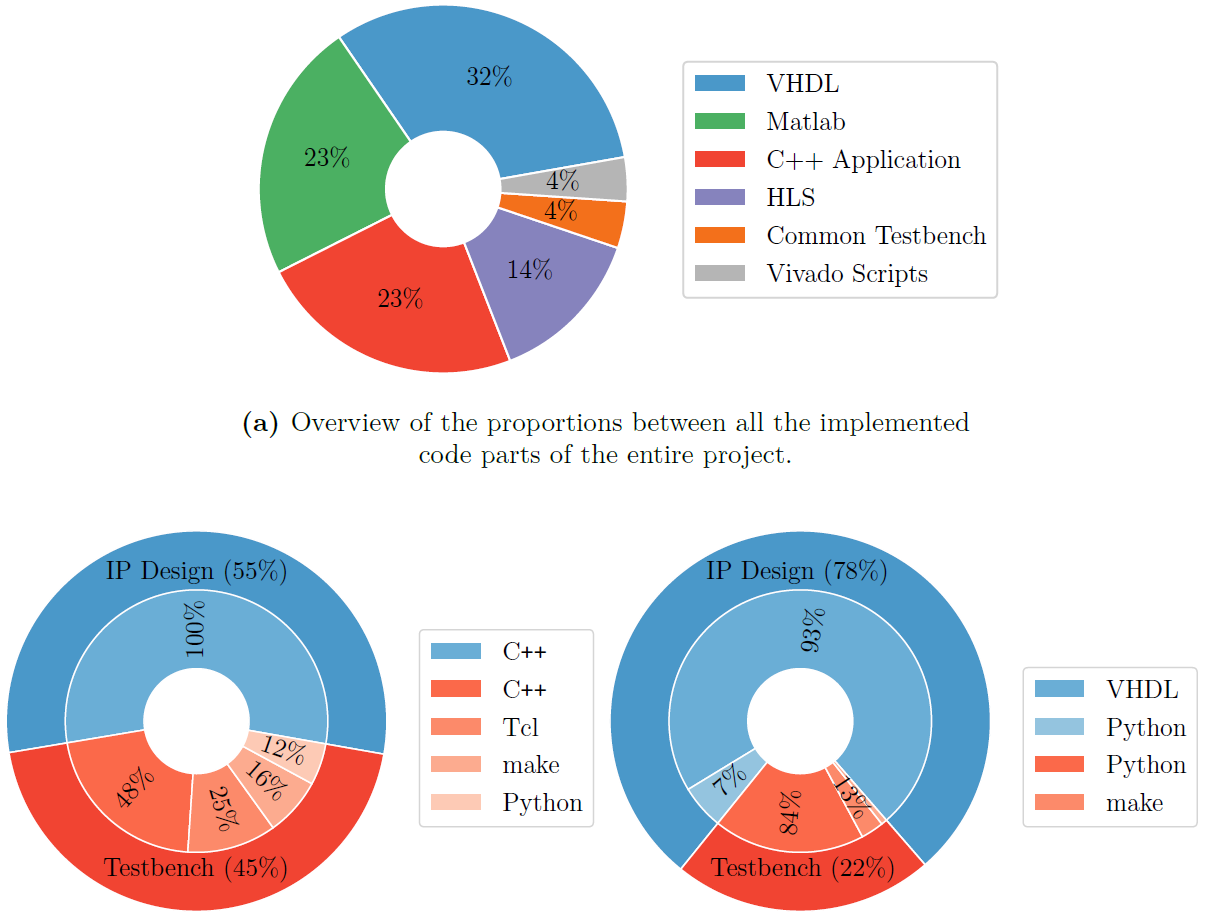 32%
23%
23%
14%
4%
4%
VHDL
Matlab
C++ Application
HLS
Common Testbench
Vivado Scripts
(a) Overview of the proportions between all the implemented
code parts of the entire project.
IP Design (55%)
100%
48%
25%
16%
12%
Testbench (45%)
C++
C++
Tcl
make
Python
IP Design (78%)
93%
7%
84%
13%
Testbench (22%)
VHDL
Python
Python
make